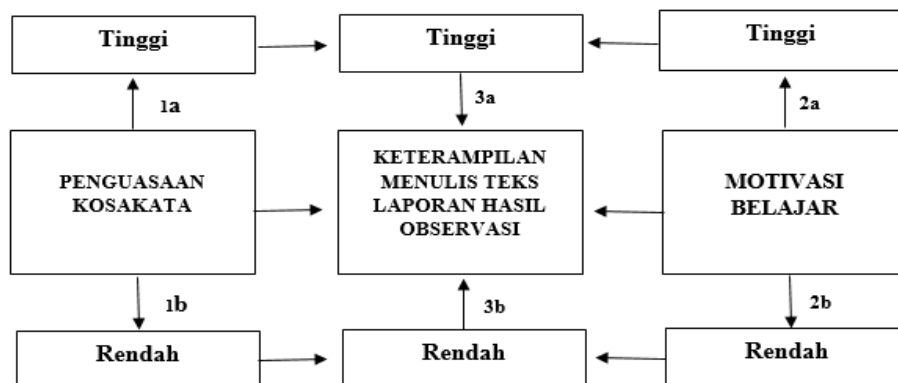 Tinggi
Tinggi
Tinggi
1a
3a
2a
PENGUASAAN
KOSAKATA
KETERAMPILAN
MENULIS TEKS
LAPORAN HASIL
OBSERVASI
MOTIVASI
BELAJAR
1b
3b
2b
Rendah
Rendah
Rendah